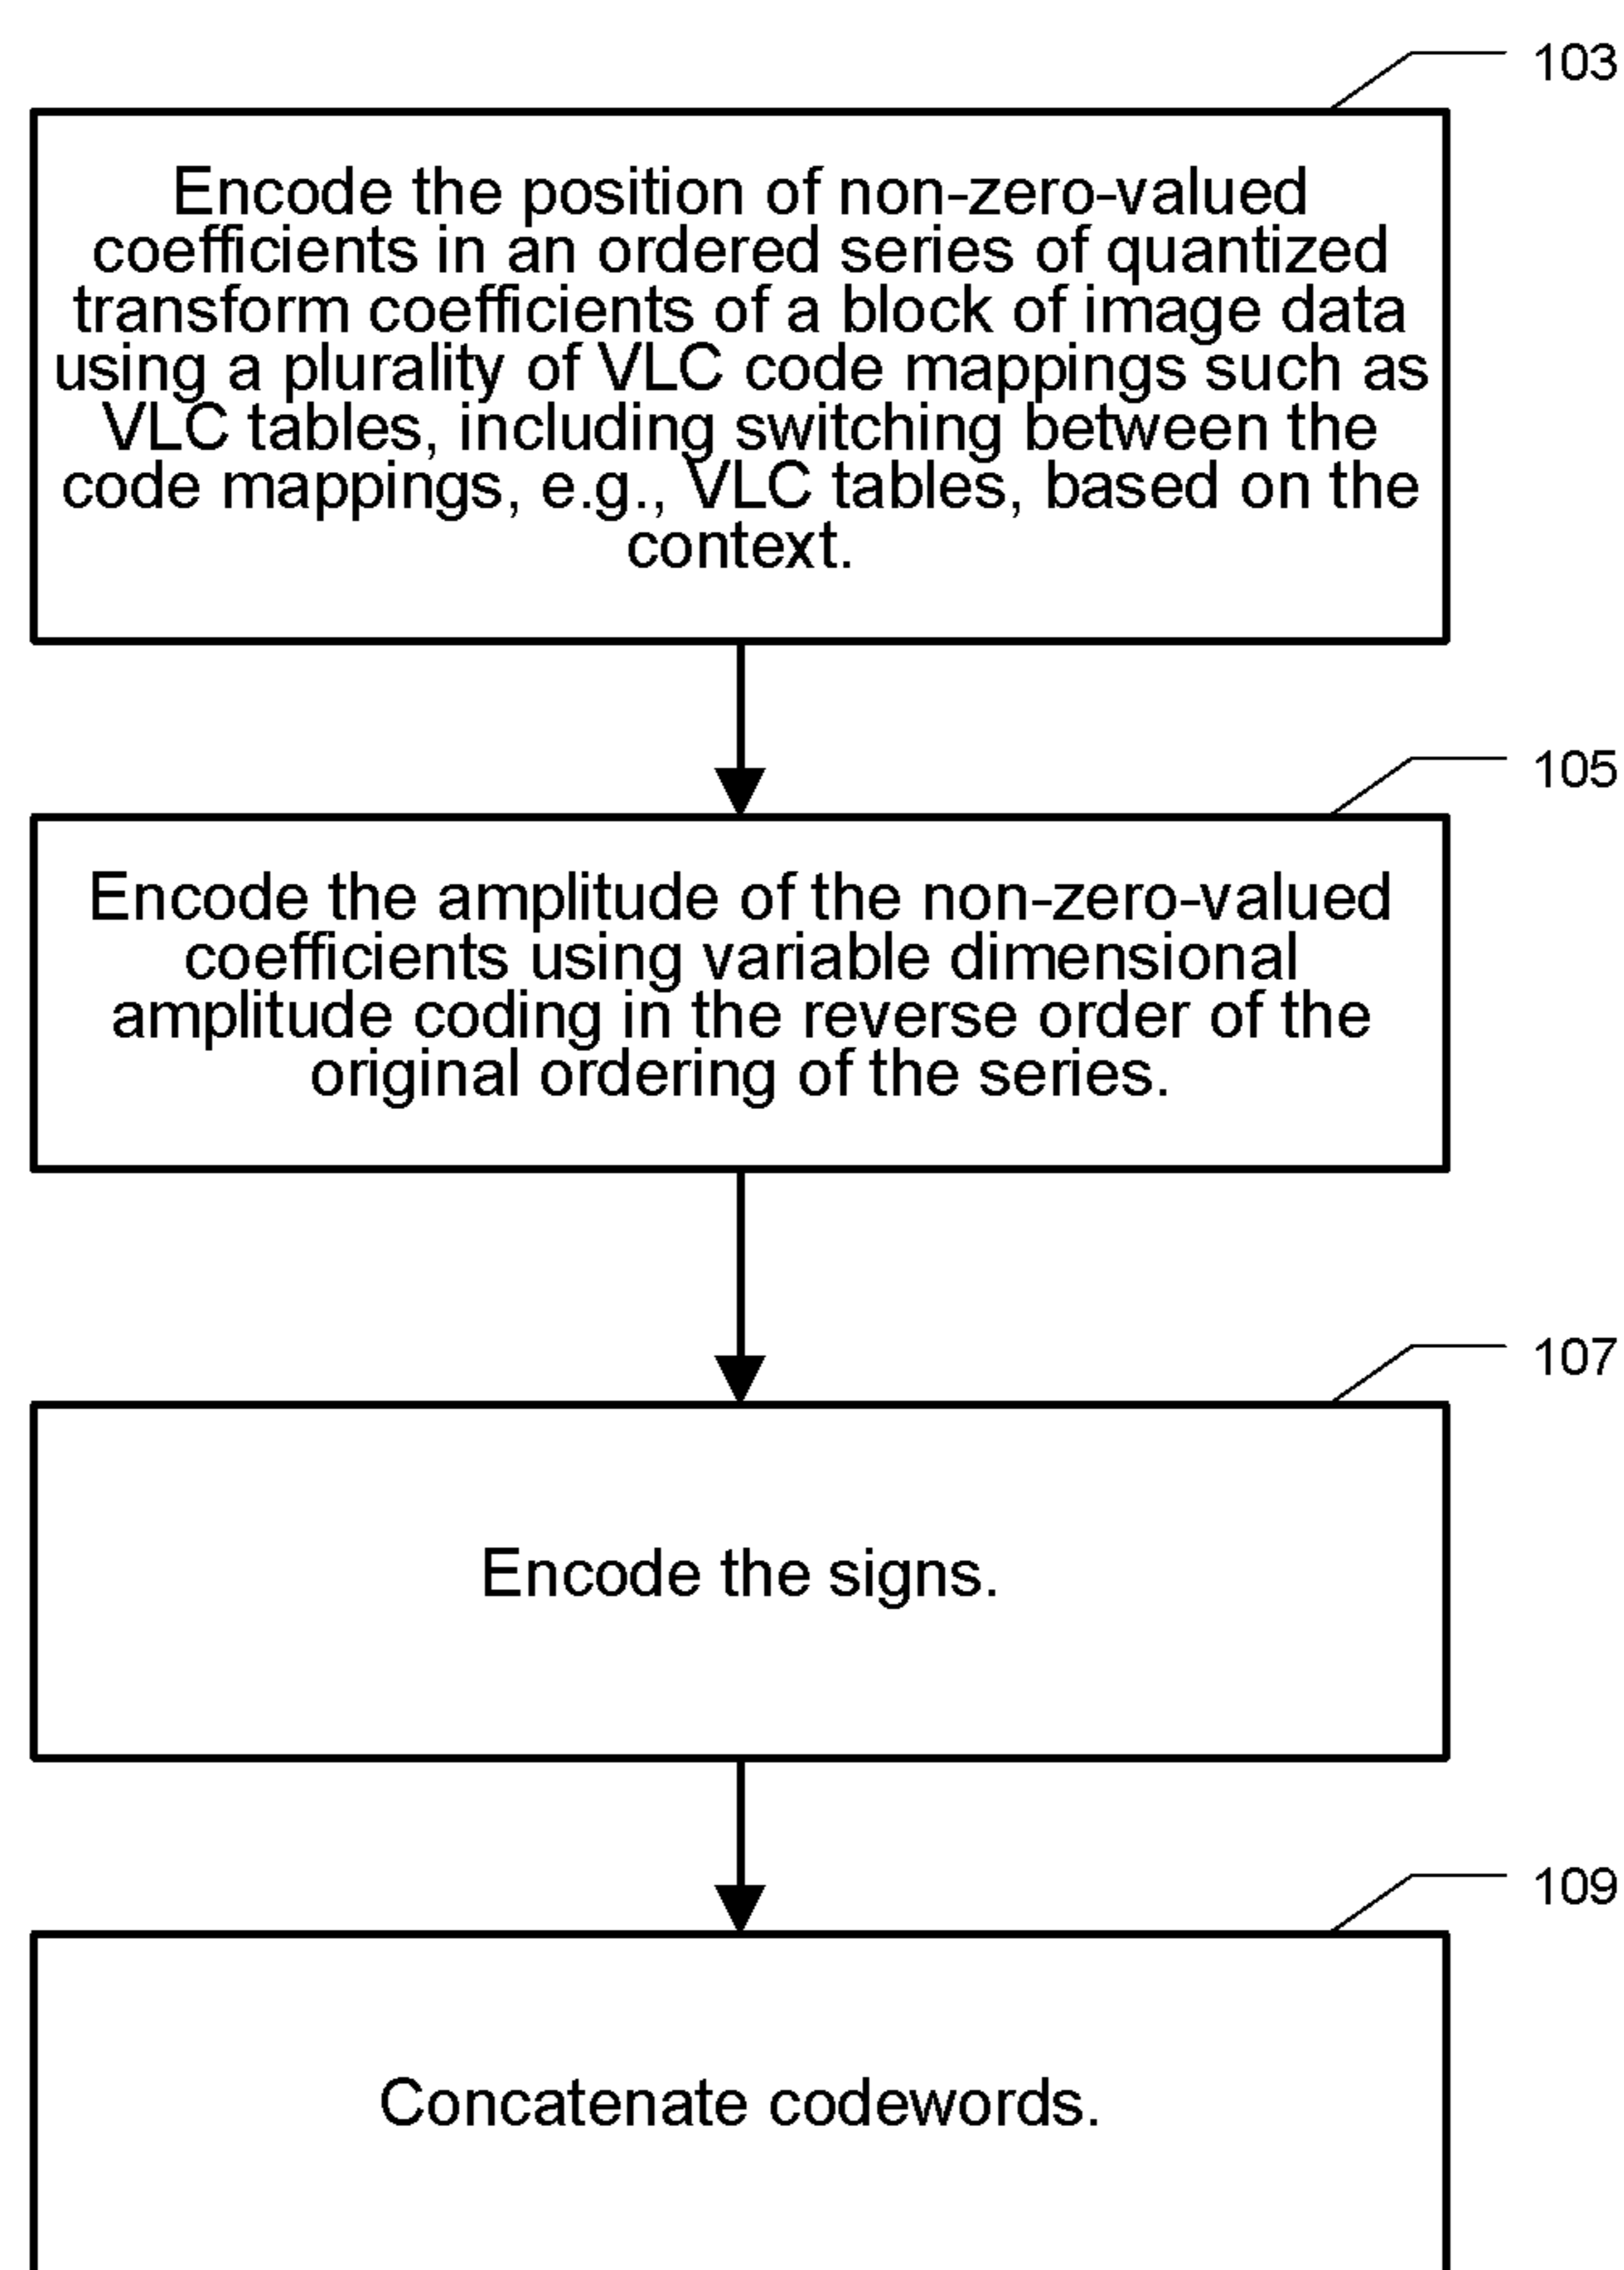 103
Encode the position of non-zero-valued
coefficients in an ordered series of quantized
transform coefficients of a block of image data
using a plurality of VLC code mappings such as
VLC tables, including switching between the
code mappings, e.g., VLC tables, based on the
context.
105
Encode the amplitude of the non-zero-valued
coefficients using variable dimensional
amplitude coding in the reverse order of the
original ordering of the series.
107
Encode the signs.
109
Concatenate codewords.